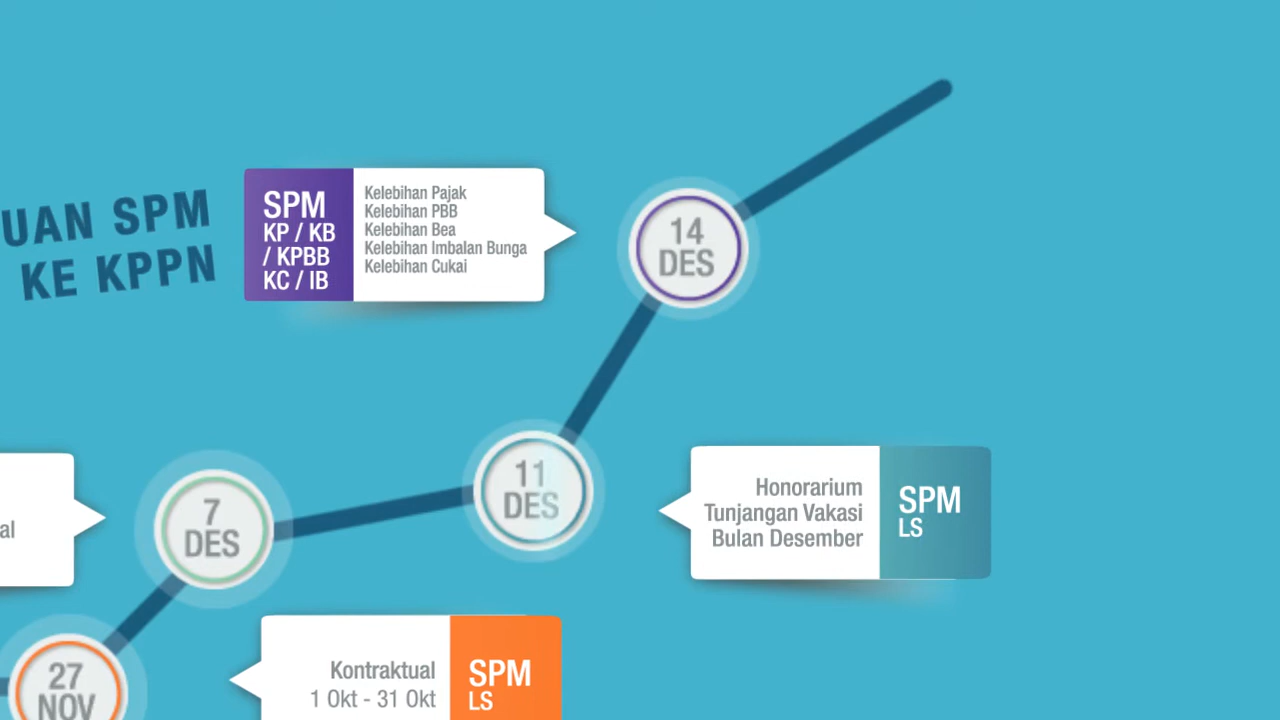 UAN SPM
KE KPPN
SPM
KP / KB
/ KPBB
KC / IB
Kelebihan Pajak
Kelebihan PBB
Kelebihan Bea
Kelebihan Imbalan Bunga
Kelebihan Cukai
14
DES
11
DES
Honorarium
Tunjangan Vakasi
Bulan Desember
SPM
LS
al
7
DES
27
NOV
Kontraktual
1 Okt - 31 Okt
SPM
LS